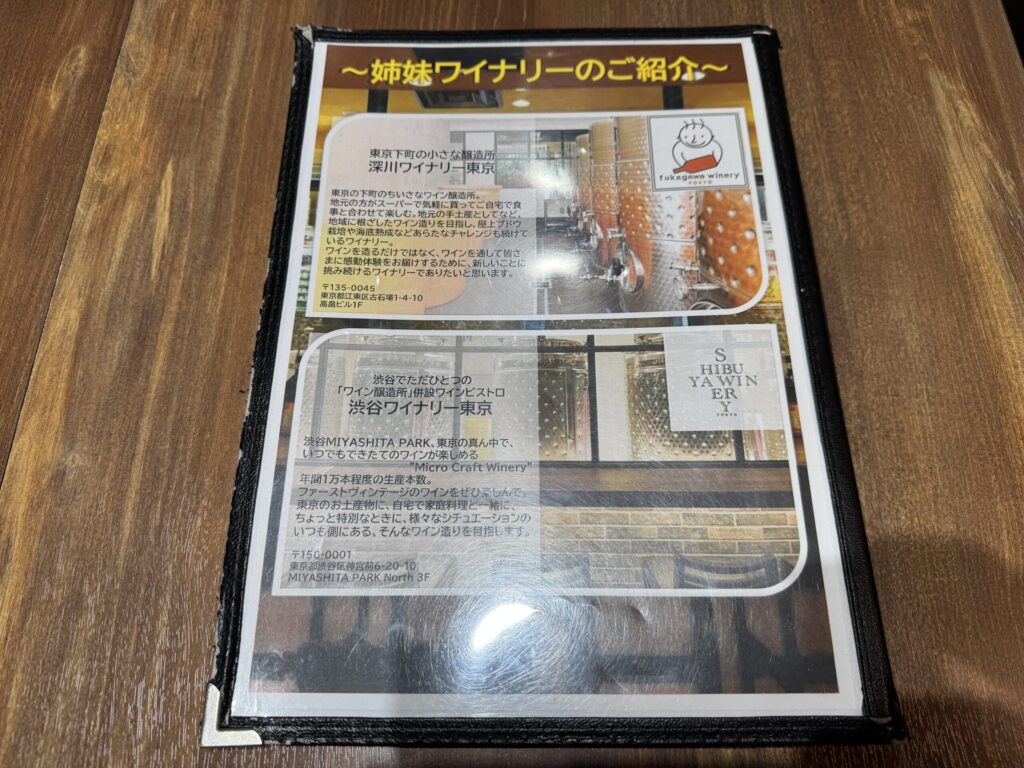 ～姉妹ワイナリーのご紹介～
東京下町の小さな醸造所
深川ワイナリー東京
fukagawa winery
TOKYO
東京の下町のちいさなワイン醸造所。
地元の方がスーパーで気軽に買ってご自宅で食
事と合わせて楽しむ。地元の手土産としてなど、
地域に根ざしたワイン造りを目指し、屋上ブドウ
栽培や海底熟成などあらたなチャレンジも続けて
いるワイナリー。
ワインを造るだけではなく、ワインを通して皆さ
まに感動体験をお届けするために、新しいことに
挑み続けるワイナリーでありたいと思います。
〒135-0045
東京都江東区古石場1-4-10
高畠ビル1F
渋谷でただひとつの
「ワイン醸造所」併設ワインビストロ
渋谷ワイナリー東京
S
HIBU
YA WIN
ER
Y
TOKYO
渋谷MIYASHITA PARK、東京の真ん中で、
いつでもできたてのワインが楽しめる
"Micro Craft Winery"
年間1万本程度の生産本数。
ファーストヴィンテージのワインをぜひ楽しんで。
東京のお土産物に、自宅で家庭料理と一緒に、
ちょっと特別なときに、様々なシチュエーションの
いつも側にある、そんなワイン造りを目指します。
〒150-0001
東京都渋谷区神宮前6-20-10
MIYASHITA PARK North 3F